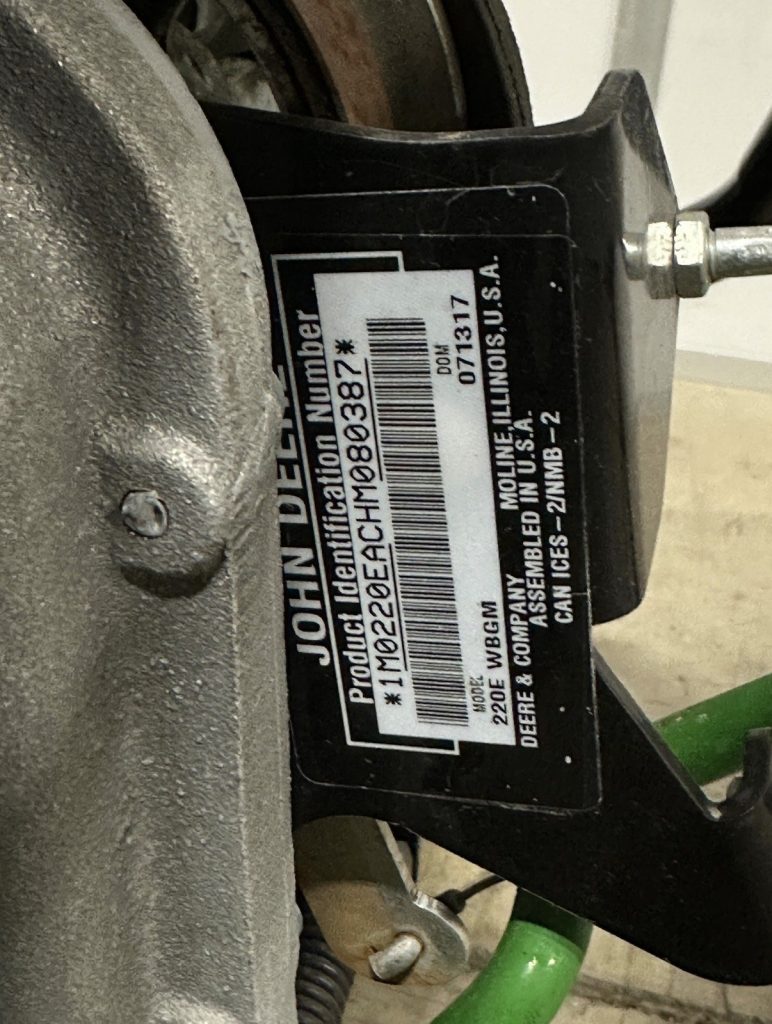 JOHN DEERE
Product Identification Number
*1M0220EACHM080387*
DOM
071317
MODEL
220E WBGM
DEERE & COMPANY MOLINE, ILLINOIS, U.S.A.
ASSEMBLED IN U.S.A.
CAN ICES-2/NMB-2